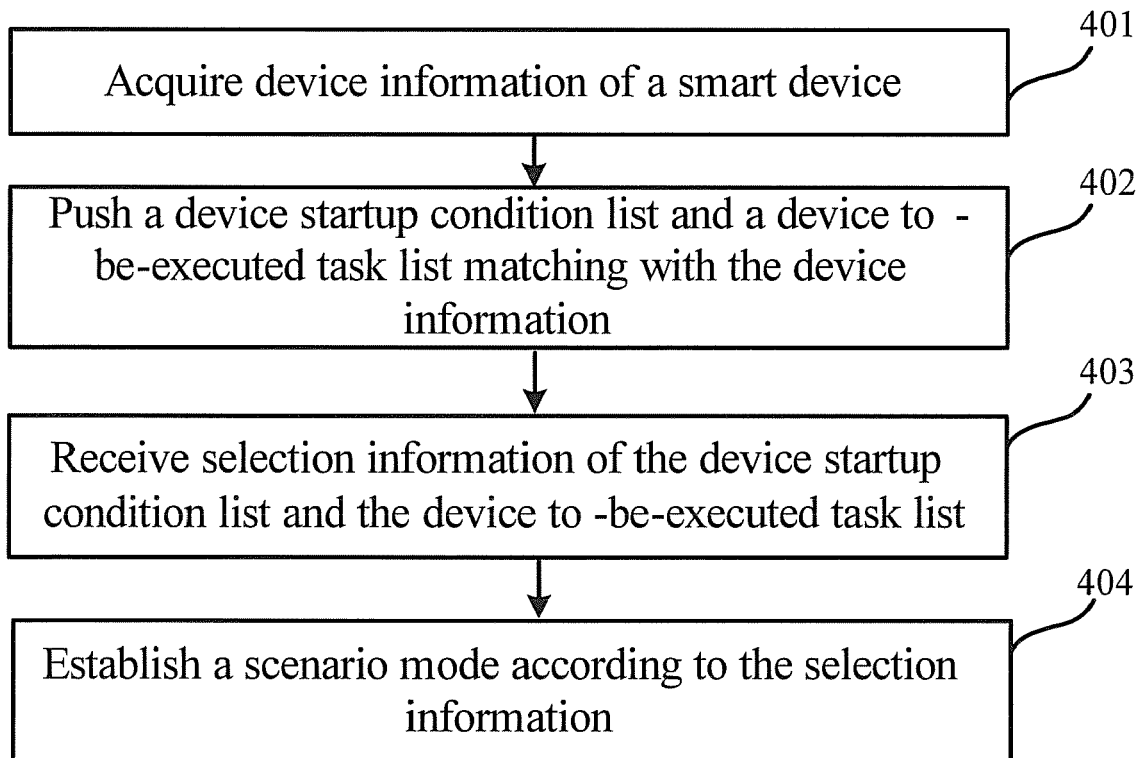 401
Acquire device information of a smart device
402
Push a device startup condition list and a device to -
be-executed task list matching with the device
information
403
Receive selection information of the device startup
condition list and the device to -be-executed task list
404
Establish a scenario mode according to the selection
information